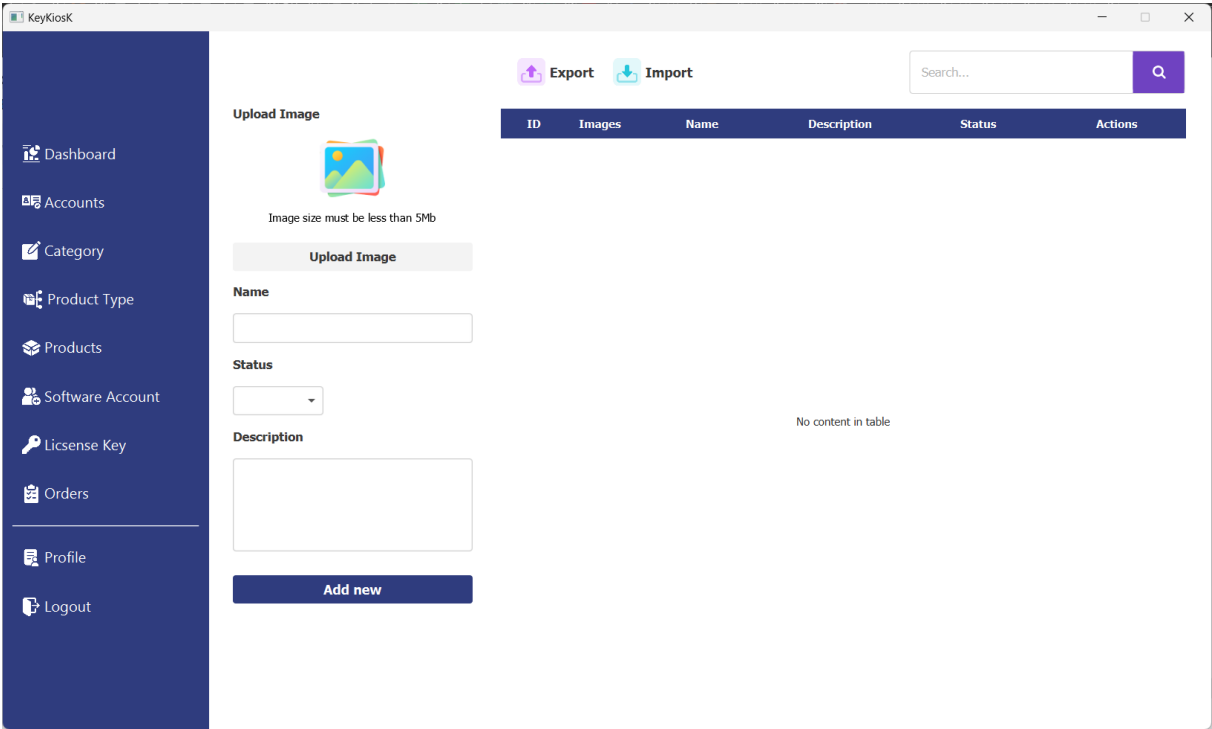 KeyKiosK
Dashboard
Accounts
Category
Product Type
Products
Software Account
Licsense Key
Orders
Profile
Logout
Upload Image
Image size must be less than 5Mb
Upload Image
Name
Status
Description
Add new
Export Import
Search...
ID Images Name Description Status Actions
No content in table